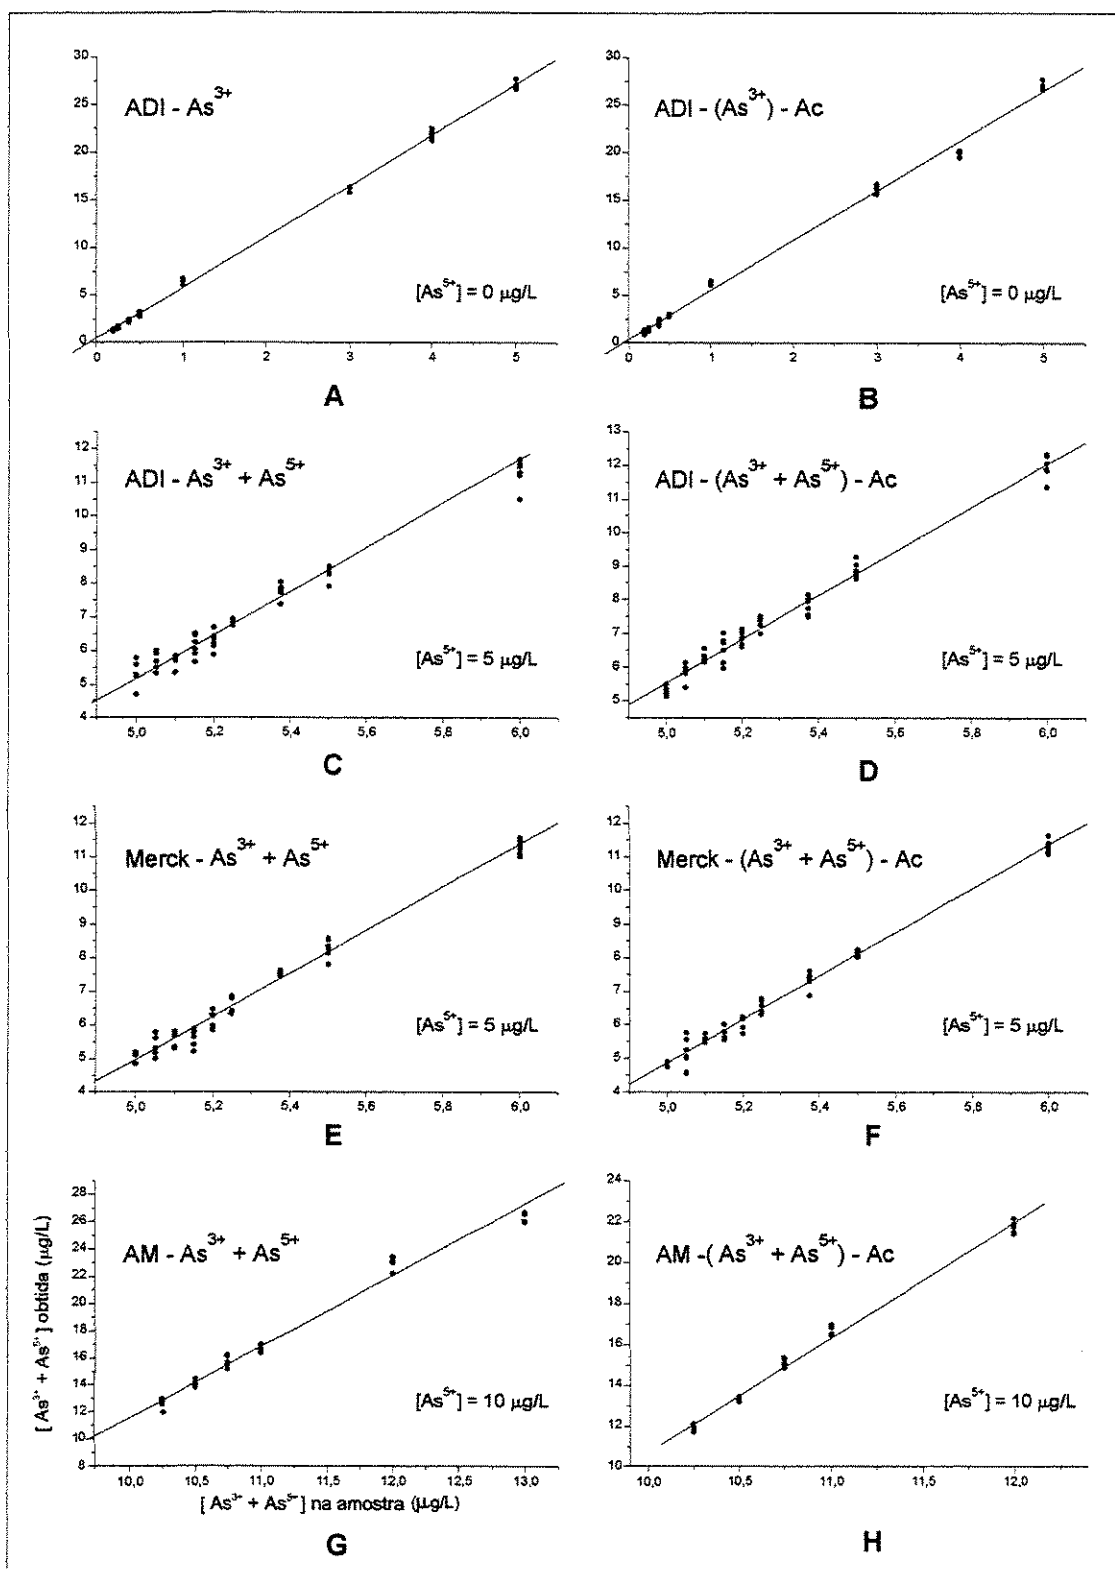 30
25
20
15
10
5
0
ADI - As³⁺
[As⁵⁺] = 0 µg/L
0 1 2 3 4 5
A
30
25
20
15
10
5
0
ADI - (As³⁺) - Ac
[As⁵⁺] = 0 µg/L
0 1 2 3 4 5
B
12
11
10
9
8
7
6
5
4
ADI - As³⁺ + As⁵⁺
[As⁵⁺] = 5 µg/L
5,0 5,2 5,4 5,6 5,8 6,0
C
13
12
11
10
9
8
7
6
5
ADI - (As³⁺ + As⁵⁺) - Ac
[As⁵⁺] = 5 µg/L
5,0 5,2 5,4 5,6 5,8 6,0
D
12
11
10
9
8
7
6
5
4
Merck - As³⁺ + As⁵⁺
[As⁵⁺] = 5 µg/L
5,0 5,2 5,4 5,6 5,8 6,0
E
12
11
10
9
8
7
6
5
4
Merck - (As³⁺ + As⁵⁺) - Ac
[As⁵⁺] = 5 µg/L
5,0 5,2 5,4 5,6 5,8 6,0
F
[ As³⁺ + As⁵⁺] obtida (µg/L)
28
26
24
22
20
18
16
14
12
10
8
AM - As³⁺ + As⁵⁺
[As⁵⁺] = 10 µg/L
10,0 10,5 11,0 11,5 12,0 12,5 13,0
[ As³⁺ + As⁵⁺] na amostra (µg/L)
G
24
22
20
18
16
14
12
10
AM -( As³⁺ + As⁵⁺) - Ac
[As⁵⁺] = 10 µg/L
10,0 10,5 11,0 11,5 12,0
H